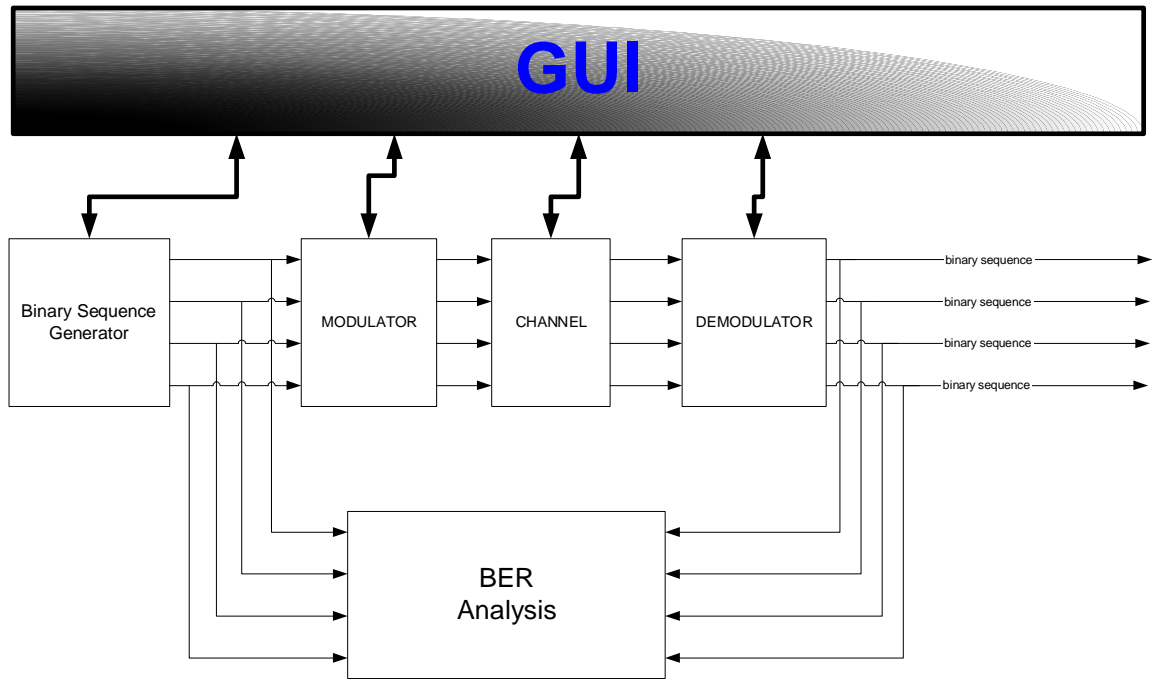 GUI
Binary Sequence
Generator
MODULATOR
CHANNEL
DEMODULATOR
binary sequence
binary sequence
binary sequence
binary sequence
BER
Analysis